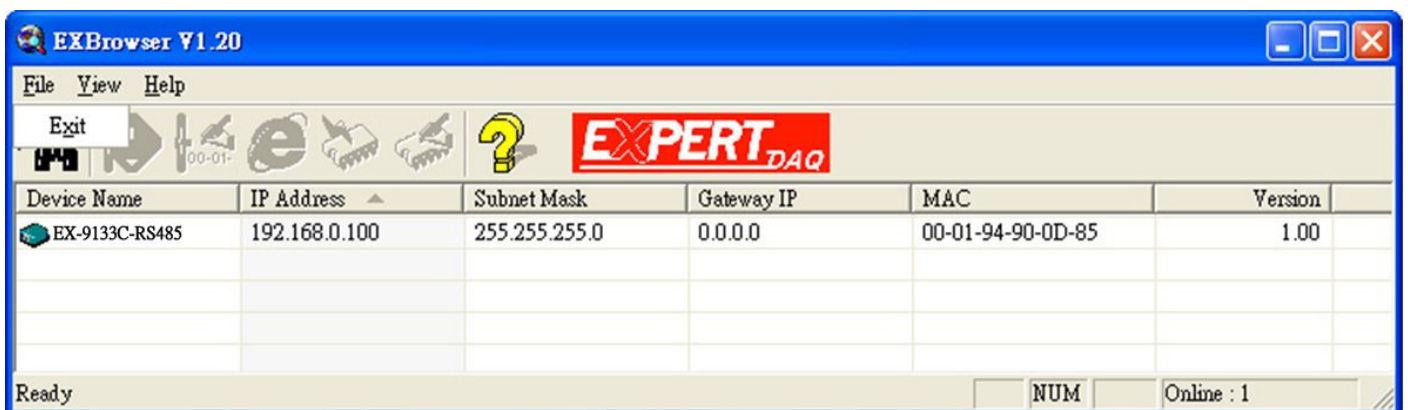 EXBrowser V1.20
File View Help
Exit
00-01-
EXPERT DAQ
Device Name IP Address Subnet Mask Gateway IP MAC Version
EX-9133C-RS485 192.168.0.100 255.255.255.0 0.0.0.0 00-01-94-90-0D-85 1.00
Ready NUM Online : 1